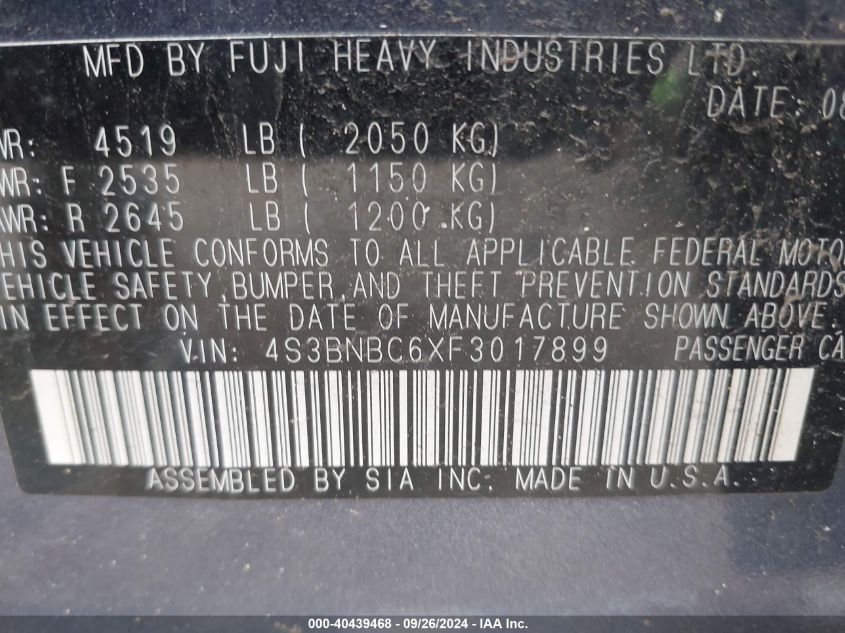 MFD BY FUJI HEAVY INDUSTRIES LTD.
DATE: 08
WR: 4519 LB ( 2050 KG)
WR: F 2535 LB ( 1150 KG)
AWR: R 2645 LB ( 1200 KG)
HIS VEHICLE CONFORMS TO ALL APPLICABLE FEDERAL MOTO
EHICLE SAFETY,BUMPER,AND THEFT PREVENTION STANDARDS
IN EFFECT ON THE DATE OF MANUFACTURE SHOWN ABOVE.
V.IN: 4S3BNBC6XF3017899 PASSENGER CA
ASSEMBLED BY SIA INC. MADE IN U.S.A.
000-40439468 - 09/26/2024 - IAA Inc.